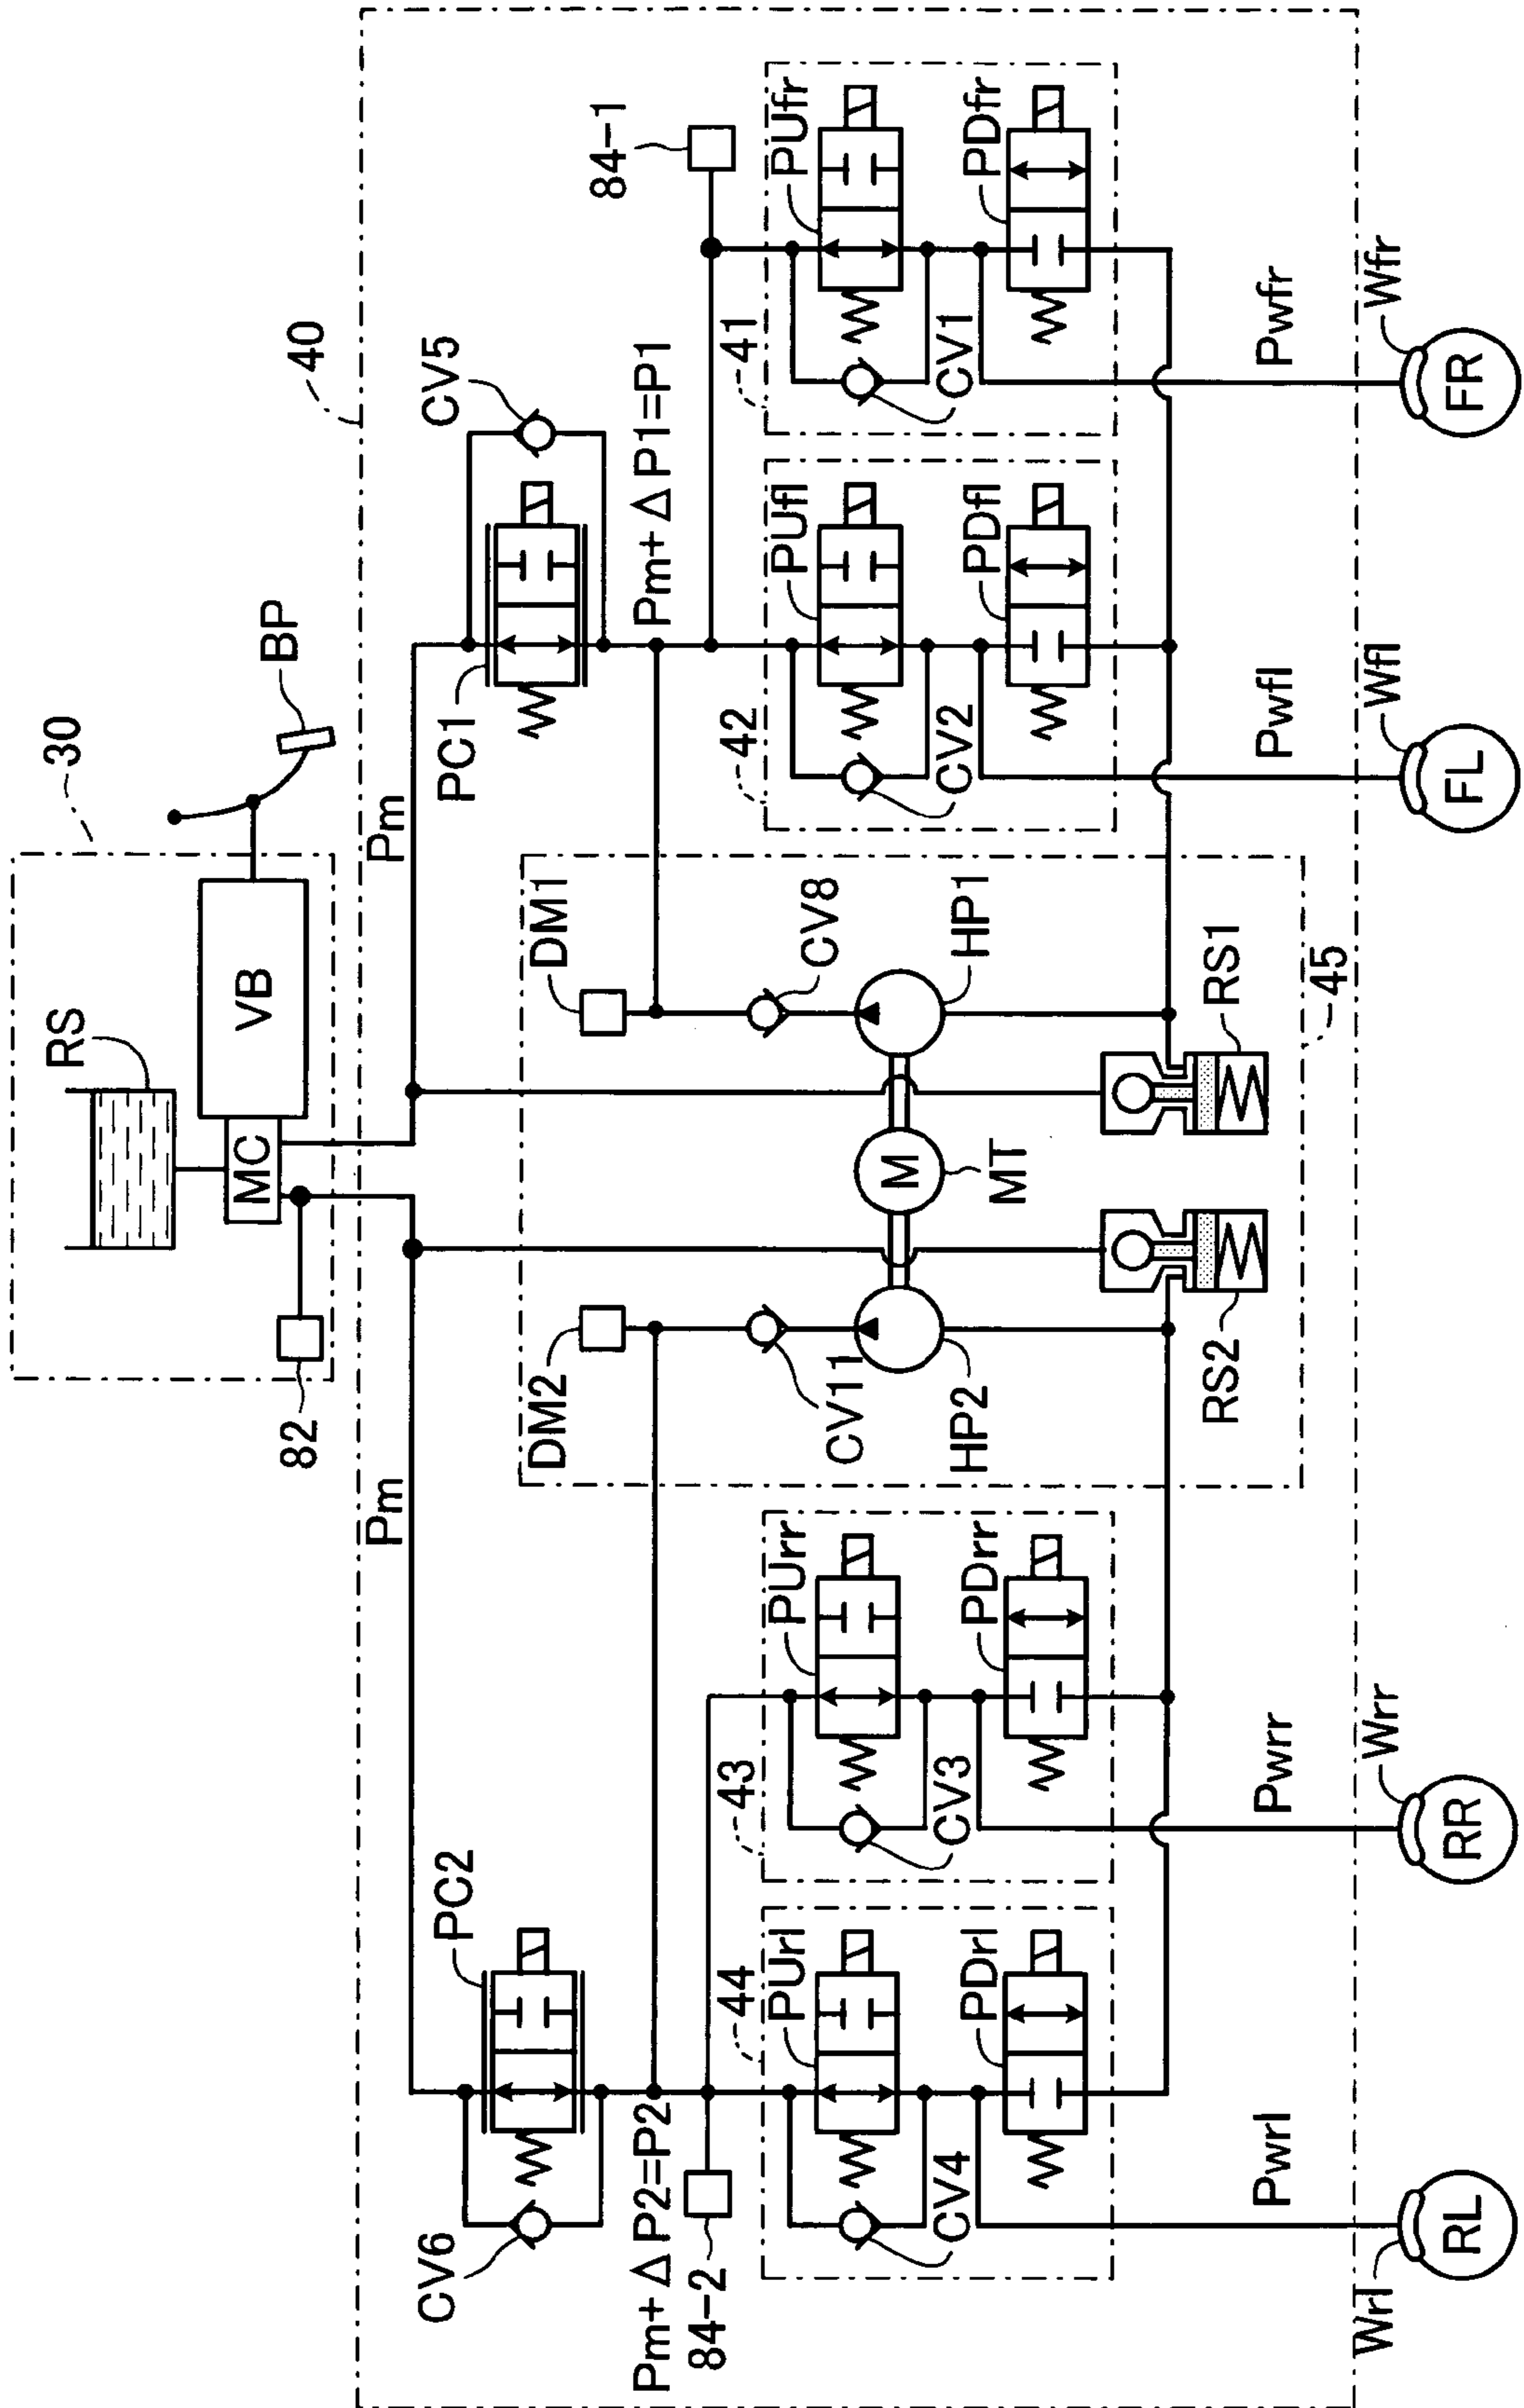 30
RS
BP
VB
MC
82
40
Pm
Pm
CV6
PC2
PC1
CV5
Pm+ΔP2=P2
84-2
Pm+ΔP1=P1
84-1
DM2
DM1
CV11
CV8
HP2
HP1
M
MT
RS2
RS1
45
44
PUrl
PDrl
CV4
43
PUrr
PDrr
CV3
42
PUfl
PDfl
CV2
41
PUfr
PDfr
CV1
Pwrl
Pwrr
Pwfl
Pwfr
Wrl
Wrr
Wfl
Wfr
RL
RR
FL
FR